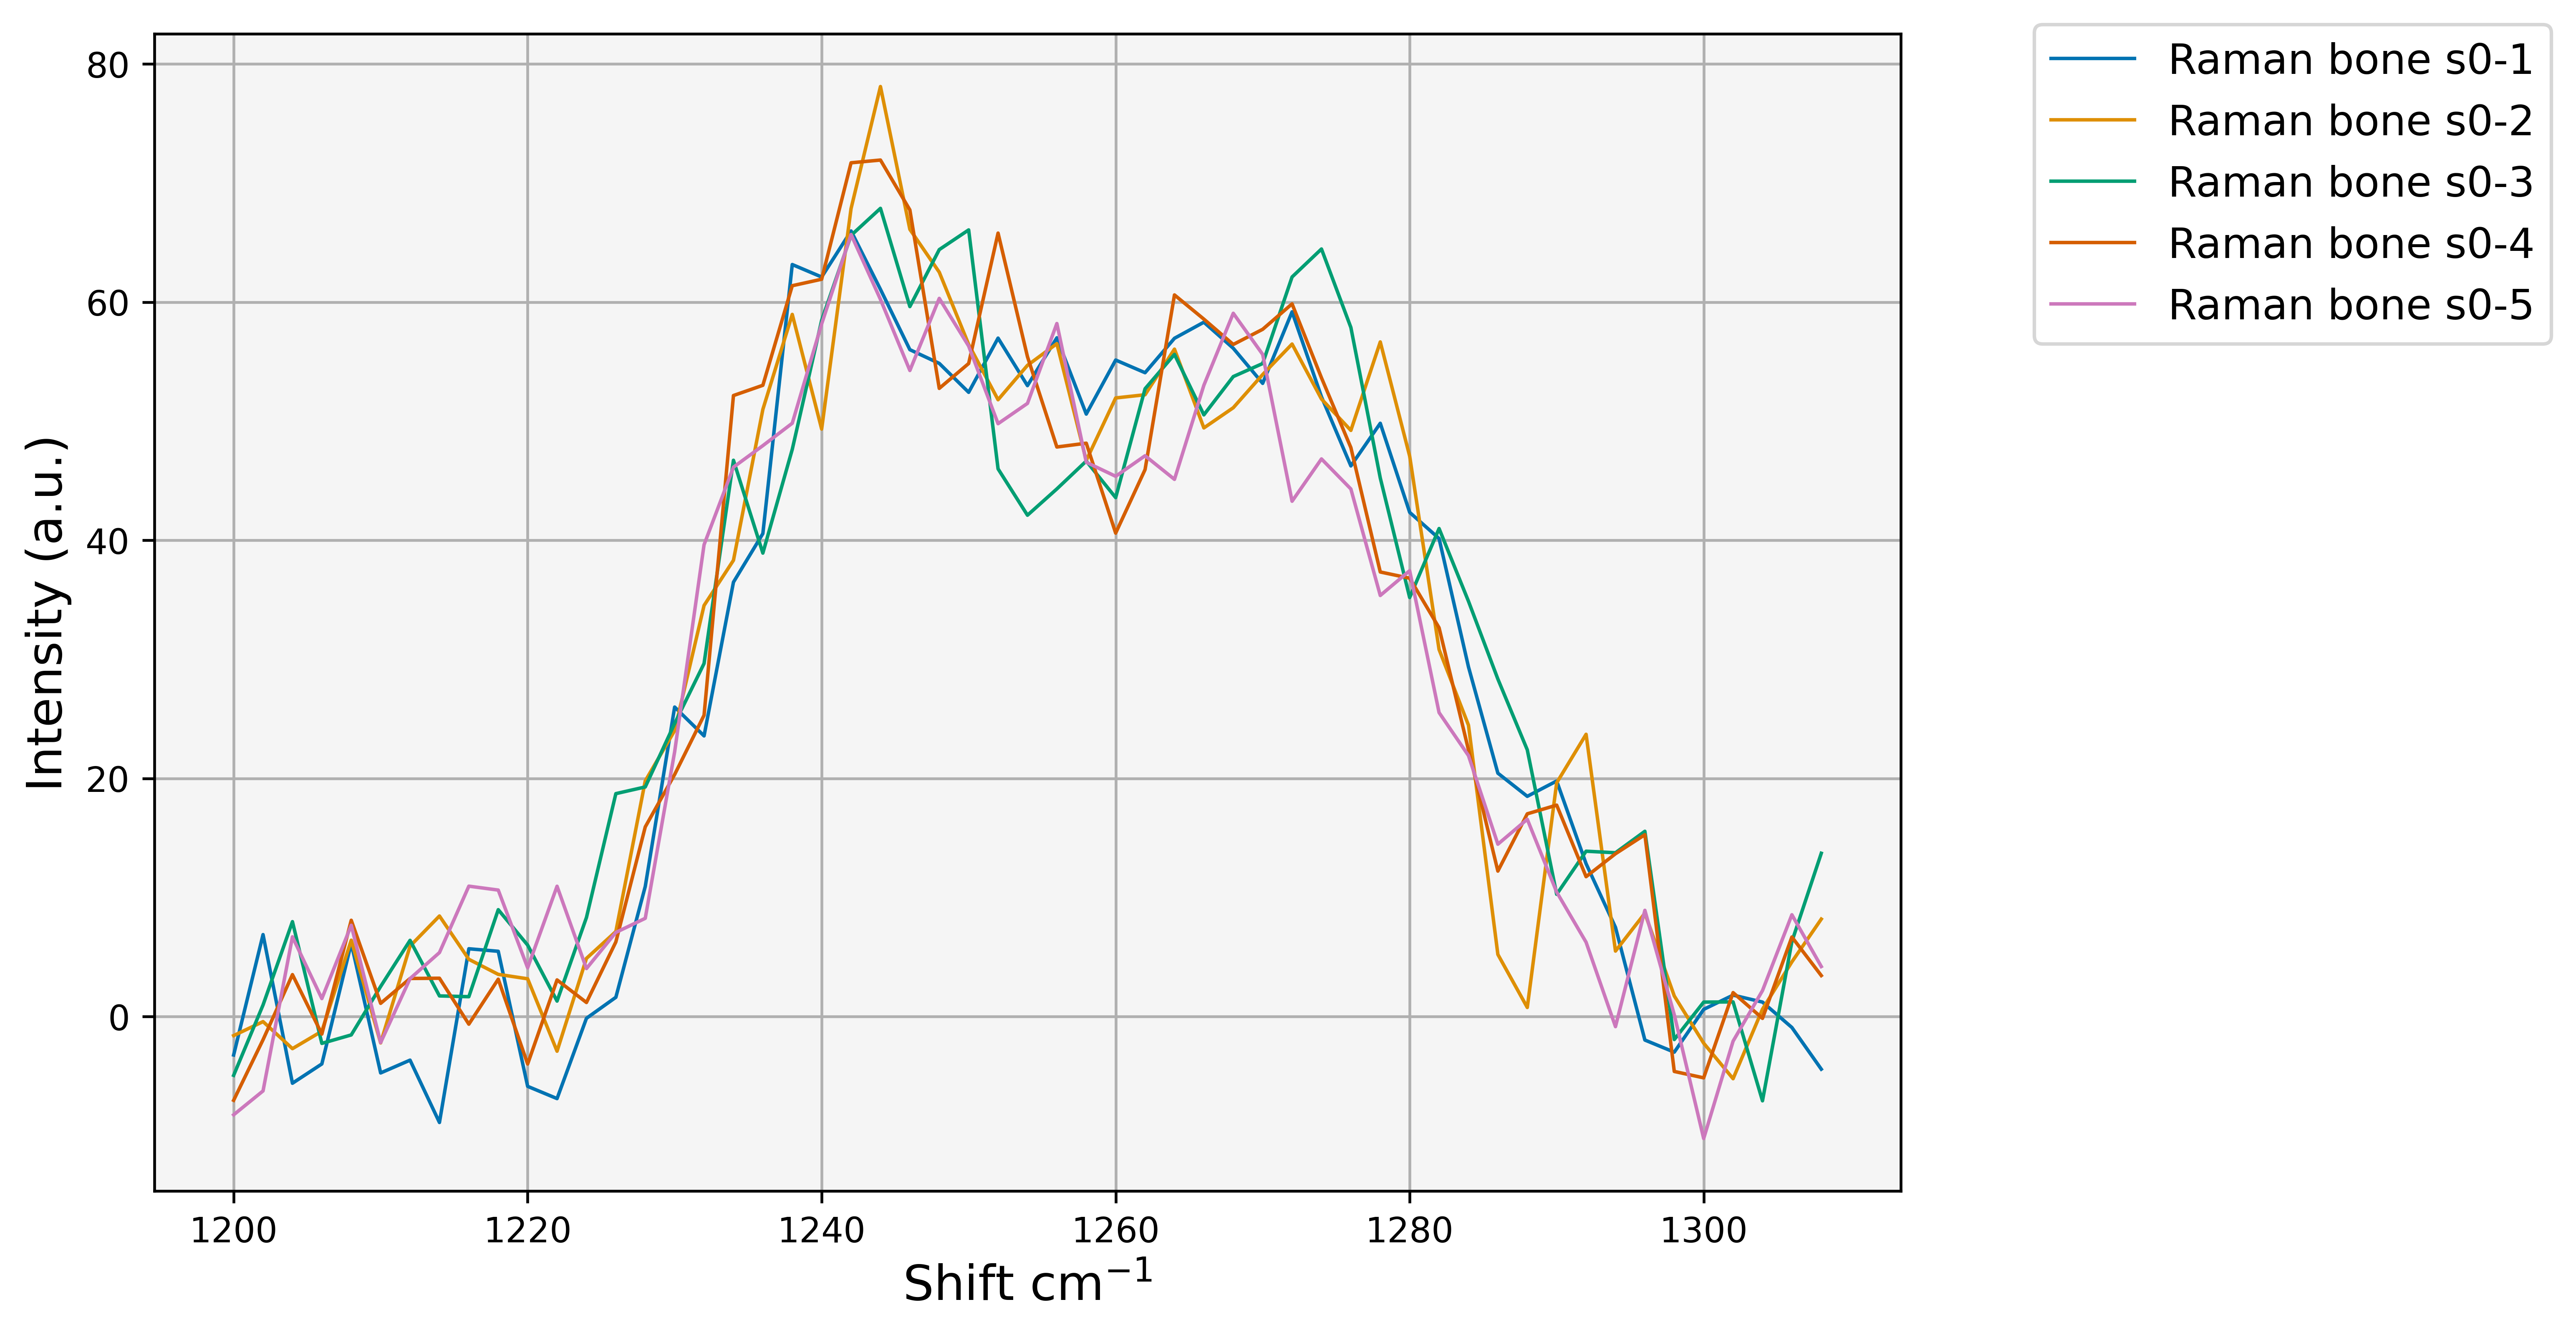 Raman bone s0-1
Raman bone s0-2
Raman bone s0-3
Raman bone s0-4
Raman bone s0-5
Intensity (a.u.)
80
60
40
20
0
1200 1220 1240 1260 1280 1300
Shift cm⁻¹